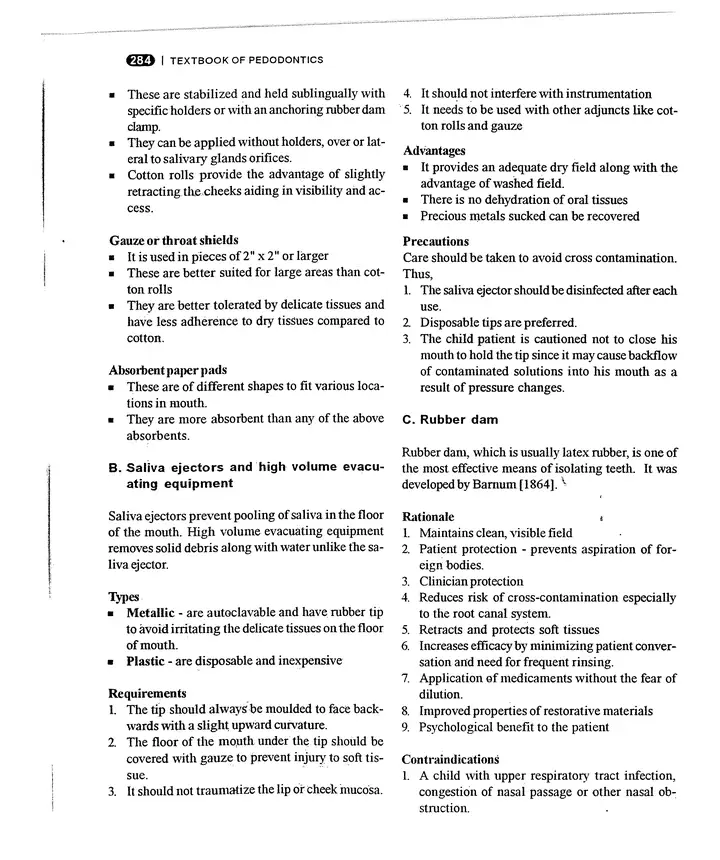 284 | TEXTBOOK OF PEDODONTICS
■ These are stabilized and held sublingually with
specific holders or with an anchoring rubber dam
clamp.
■ They can be applied without holders, over or lat-
eral to salivary glands orifices.
■ Cotton rolls provide the advantage of slightly
retracting the cheeks aiding in visibility and ac-
cess.
Gauze or throat shields
■ It is used in pieces of 2" x 2" or larger
■ These are better suited for large areas than cot-
ton rolls
■ They are better tolerated by delicate tissues and
have less adherence to dry tissues compared to
cotton.
Absorbent paper pads
■ These are of different shapes to fit various loca-
tions in mouth.
■ They are more absorbent than any of the above
absorbents.
B. Saliva ejectors and high volume evacu-
ating equipment
Saliva ejectors prevent pooling of saliva in the floor
of the mouth. High volume evacuating equipment
removes solid debris along with water unlike the sa-
liva ejector.
Types
■ Metallic - are autoclavable and have rubber tip
to avoid irritating the delicate tissues on the floor
of mouth.
■ Plastic - are disposable and inexpensive
Requirements
1. The tip should always be moulded to face back-
wards with a slight upward curvature.
2. The floor of the mouth under the tip should be
covered with gauze to prevent injury to soft tis-
sue.
3. It should not traumatize the lip or cheek mucosa.
4. It should not interfere with instrumentation
5. It needs to be used with other adjuncts like cot-
ton rolls and gauze
Advantages
■ It provides an adequate dry field along with the
advantage of washed field.
■ There is no dehydration of oral tissues
■ Precious metals sucked can be recovered
Precautions
Care should be taken to avoid cross contamination.
Thus,
1. The saliva ejector should be disinfected after each
use.
2. Disposable tips are preferred.
3. The child patient is cautioned not to close his
mouth to hold the tip since it may cause backflow
of contaminated solutions into his mouth as a
result of pressure changes.
C. Rubber dam
Rubber dam, which is usually latex rubber, is one of
the most effective means of isolating teeth. It was
developed by Barnum [1864].
Rationale
1. Maintains clean, visible field
2. Patient protection - prevents aspiration of for-
eign bodies.
3. Clinician protection
4. Reduces risk of cross-contamination especially
to the root canal system.
5. Retracts and protects soft tissues
6. Increases efficacy by minimizing patient conver-
sation and need for frequent rinsing.
7. Application of medicaments without the fear of
dilution.
8. Improved properties of restorative materials
9. Psychological benefit to the patient
Contraindications
1. A child with upper respiratory tract infection,
congestion of nasal passage or other nasal ob-
struction.